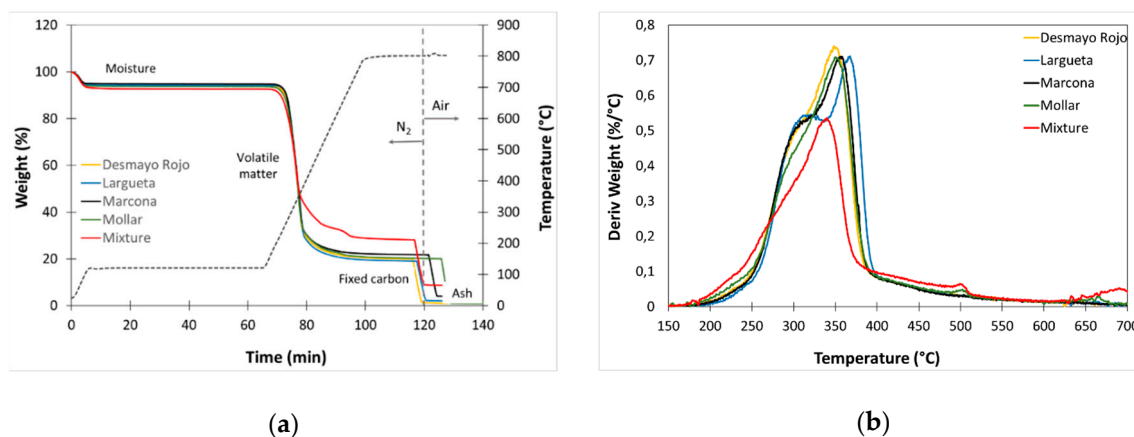 120
100
80
60
40
20
0
Weight (%)
0 20 40 60 80 100 120 140
Time (min)
900
800
700
600
500
400
300
200
100
0
Temperature (°C)
Moisture
Air
N2
Volatile
matter
Desmayo Rojo
Largueta
Marcona
Mollar
Mixture
Fixed carbon
Ash
(a)
0,8
0,7
0,6
0,5
0,4
0,3
0,2
0,1
0
Deriv Weight (%/°C)
150 200 250 300 350 400 450 500 550 600 650 700
Temperature (°C)
Desmayo Rojo
Largueta
Marcona
Mollar
Mixture
(b)